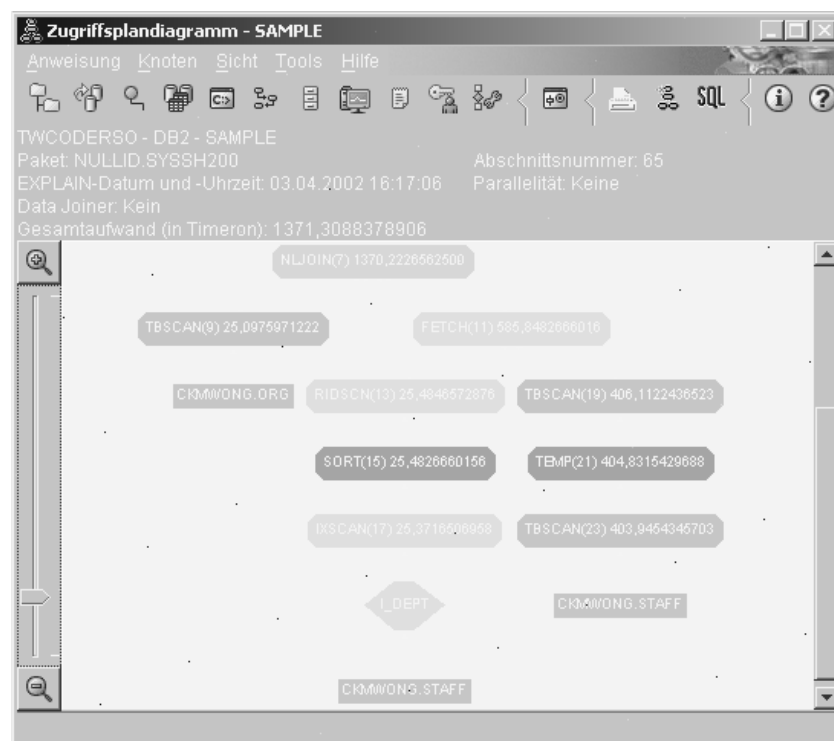 Zugriffsplandiagramm - SAMPLE
Anweisung Knoten Sicht Tools Hilfe
SQL
TWCODERSO - DB2 - SAMPLE
Paket: NULLID.SYSSH200 Abschnittsnummer: 65
EXPLAIN-Datum und -Uhrzeit: 03.04.2002 16:17:06 Parallelität: Keine
Data Joiner: Kein
Gesamtaufwand (in Timeron): 1371,3088378906
NLJOIN(7) 1370,2226562500
TBSCAN(9) 25,0975971222 FETCH(11) 585,8482666016
CKMWONG.ORG RIDSCN(13) 25,4846572876 TBSCAN(19) 406,1122436523
SORT(15) 25,4826660156 TEMP(21) 404,8315429688
IXSCAN(17) 25,3716506958 TBSCAN(23) 403,9454345703
I_DEPT CKMWONG.STAFF
CKMWONG.STAFF